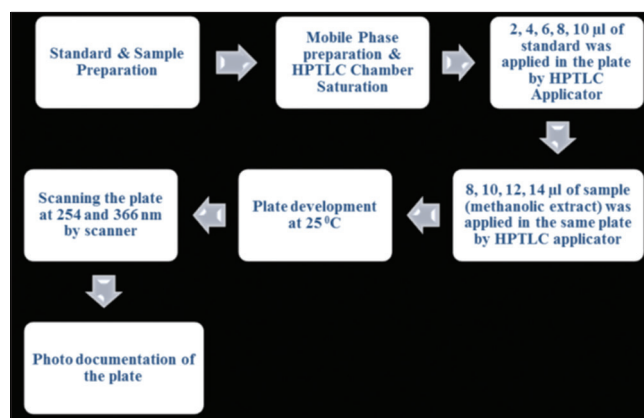 Standard & Sample
Preparation
Mobile Phase
preparation &
HPTLC Chamber
Saturation
2, 4, 6, 8, 10 µl of
standard was
applied in the plate
by HPTLC
Applicator
8, 10, 12, 14 µl of sample
(methanolic extract) was
applied in the same plate
by HPTLC applicator
Plate development
at 25 ⁰C
Scanning the plate
at 254 and 366 nm
by scanner
Photo documentation of
the plate